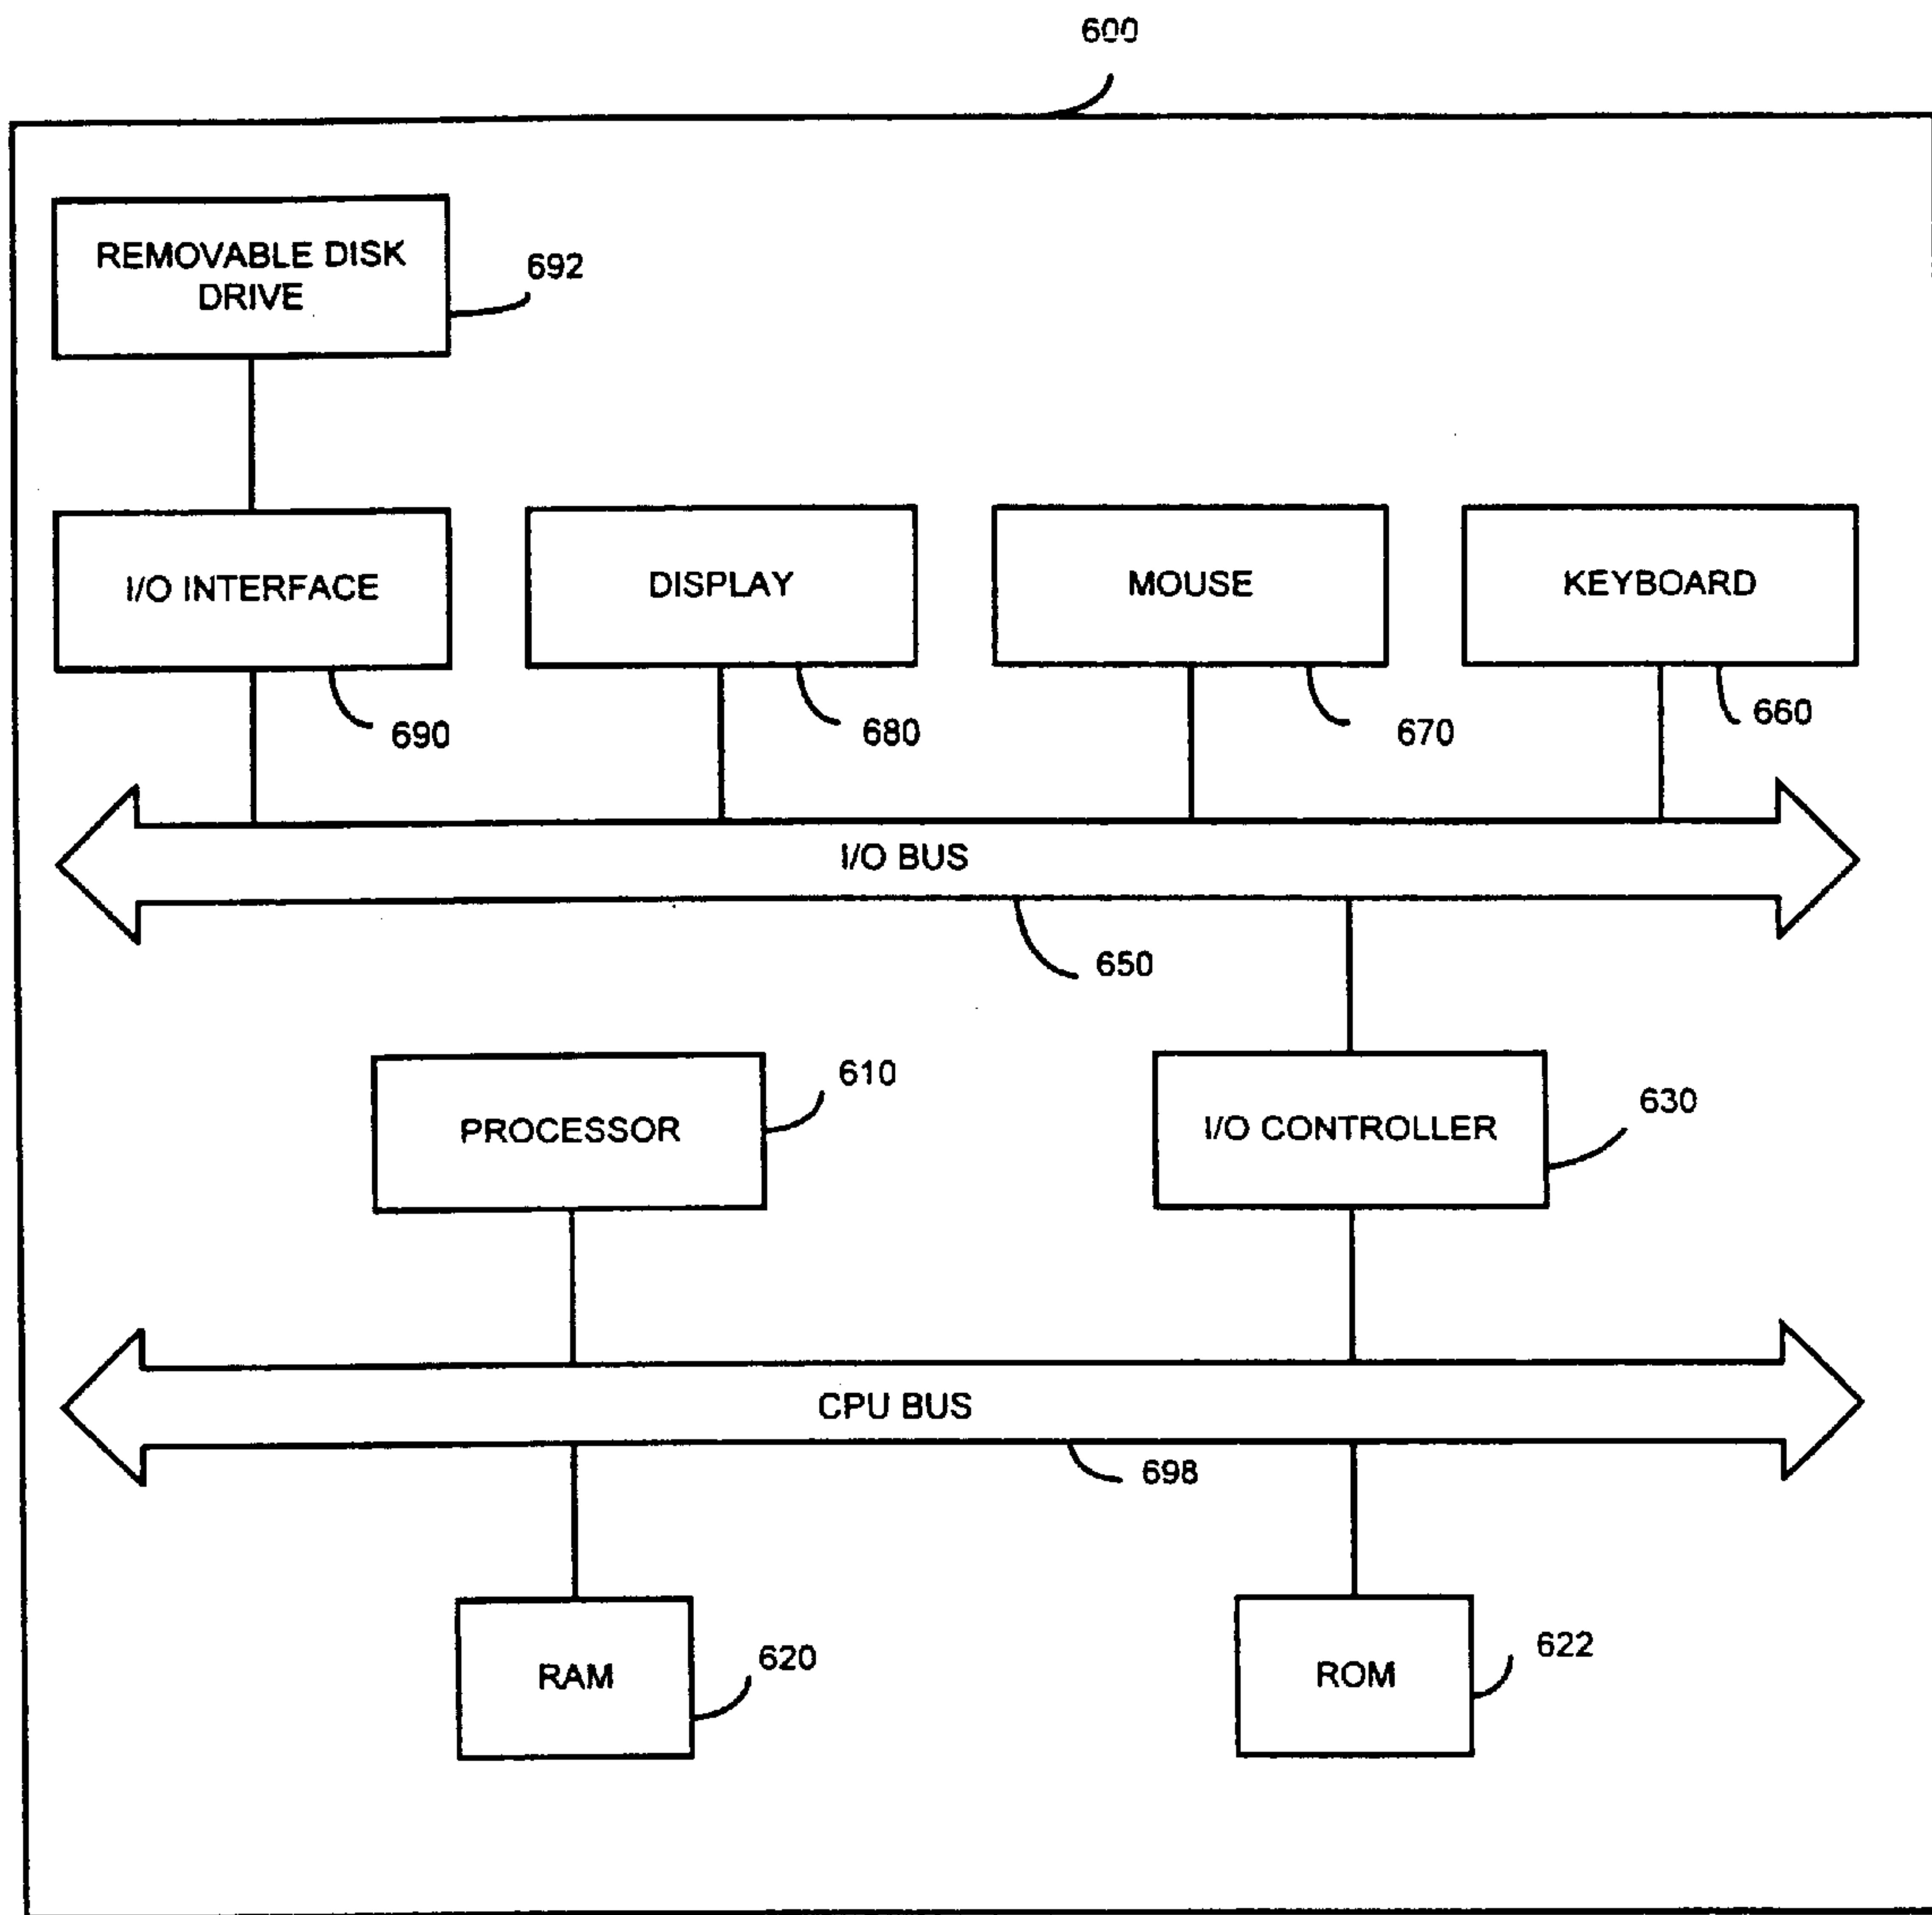 600
REMOVABLE DISK
DRIVE
692
I/O INTERFACE
DISPLAY
MOUSE
KEYBOARD
690
680
670
660
I/O BUS
650
PROCESSOR
610
I/O CONTROLLER
630
CPU BUS
698
RAM
620
ROM
622